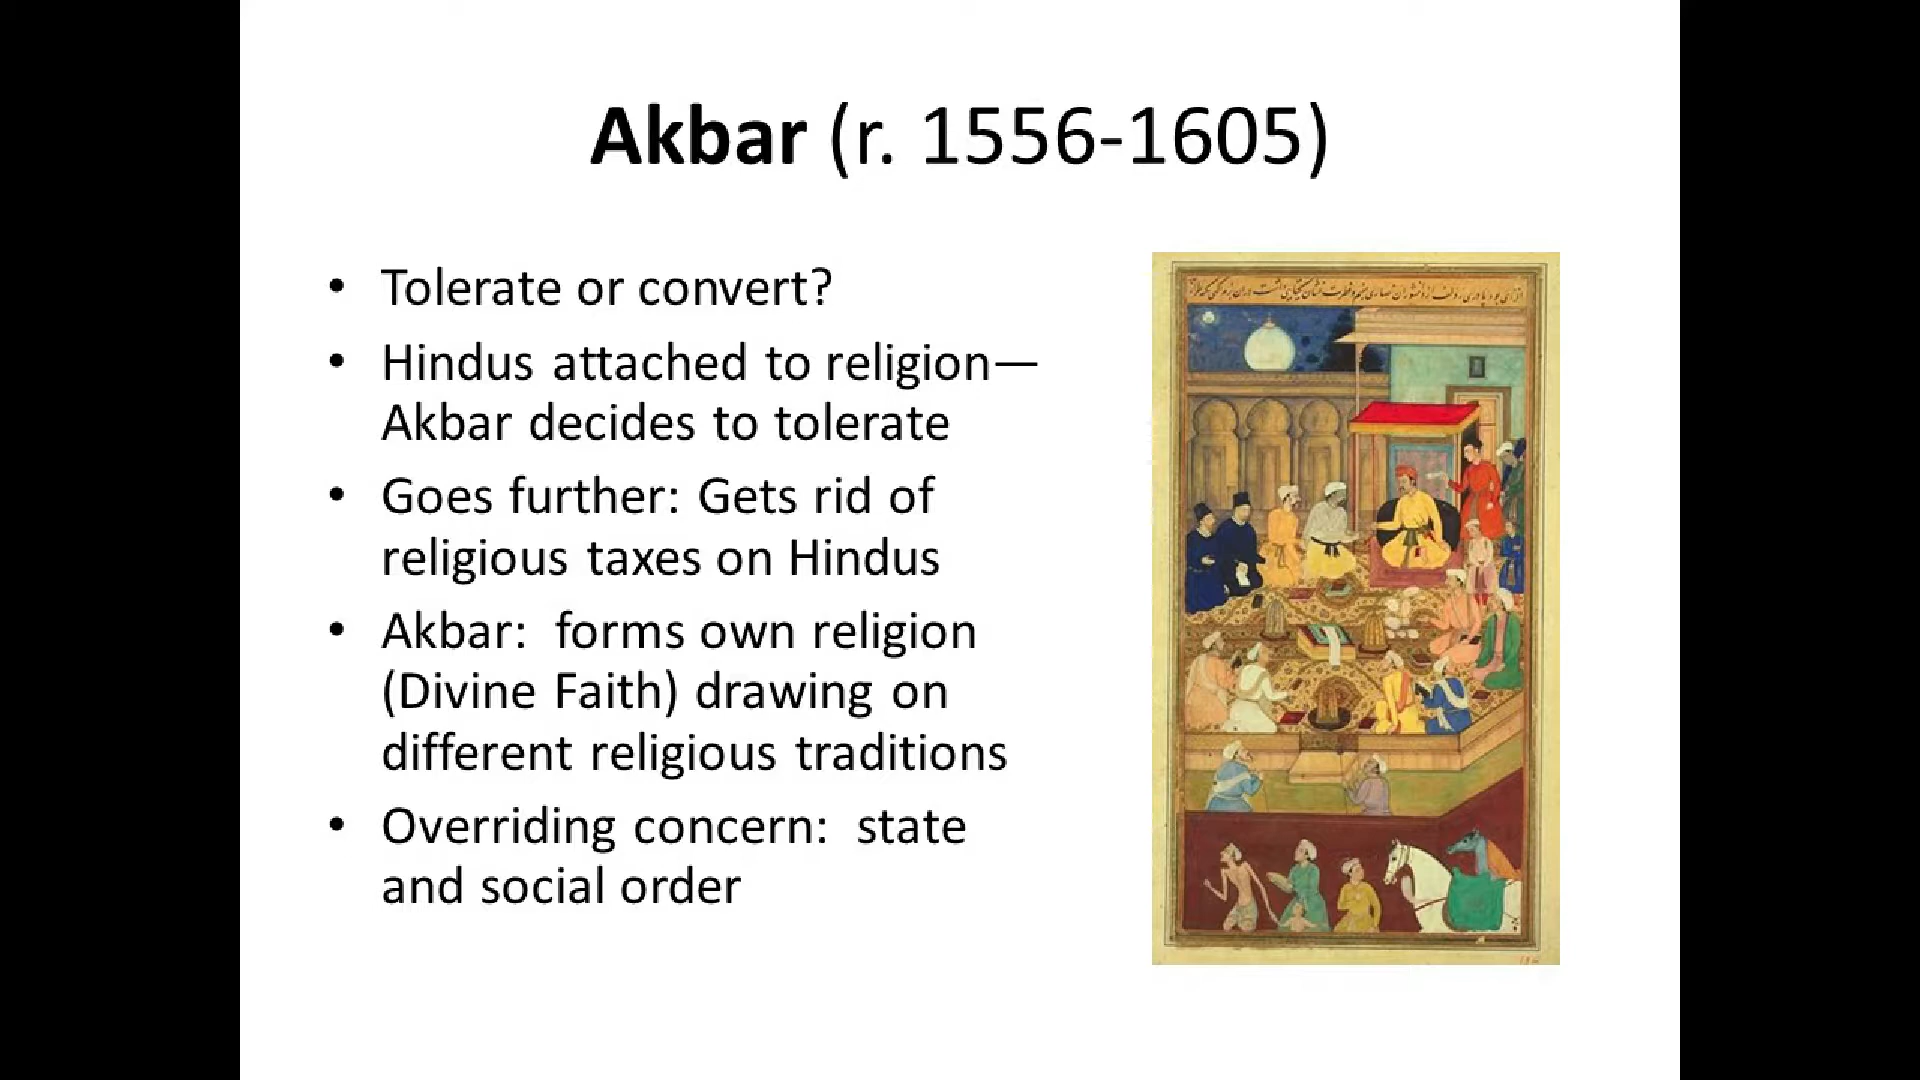 Akbar (r. 1556-1605)
• Tolerate or convert?
• Hindus attached to religion—
Akbar decides to tolerate
• Goes further: Gets rid of
religious taxes on Hindus
• Akbar:  forms own religion
(Divine Faith) drawing on
different religious traditions
• Overriding concern:  state
and social order